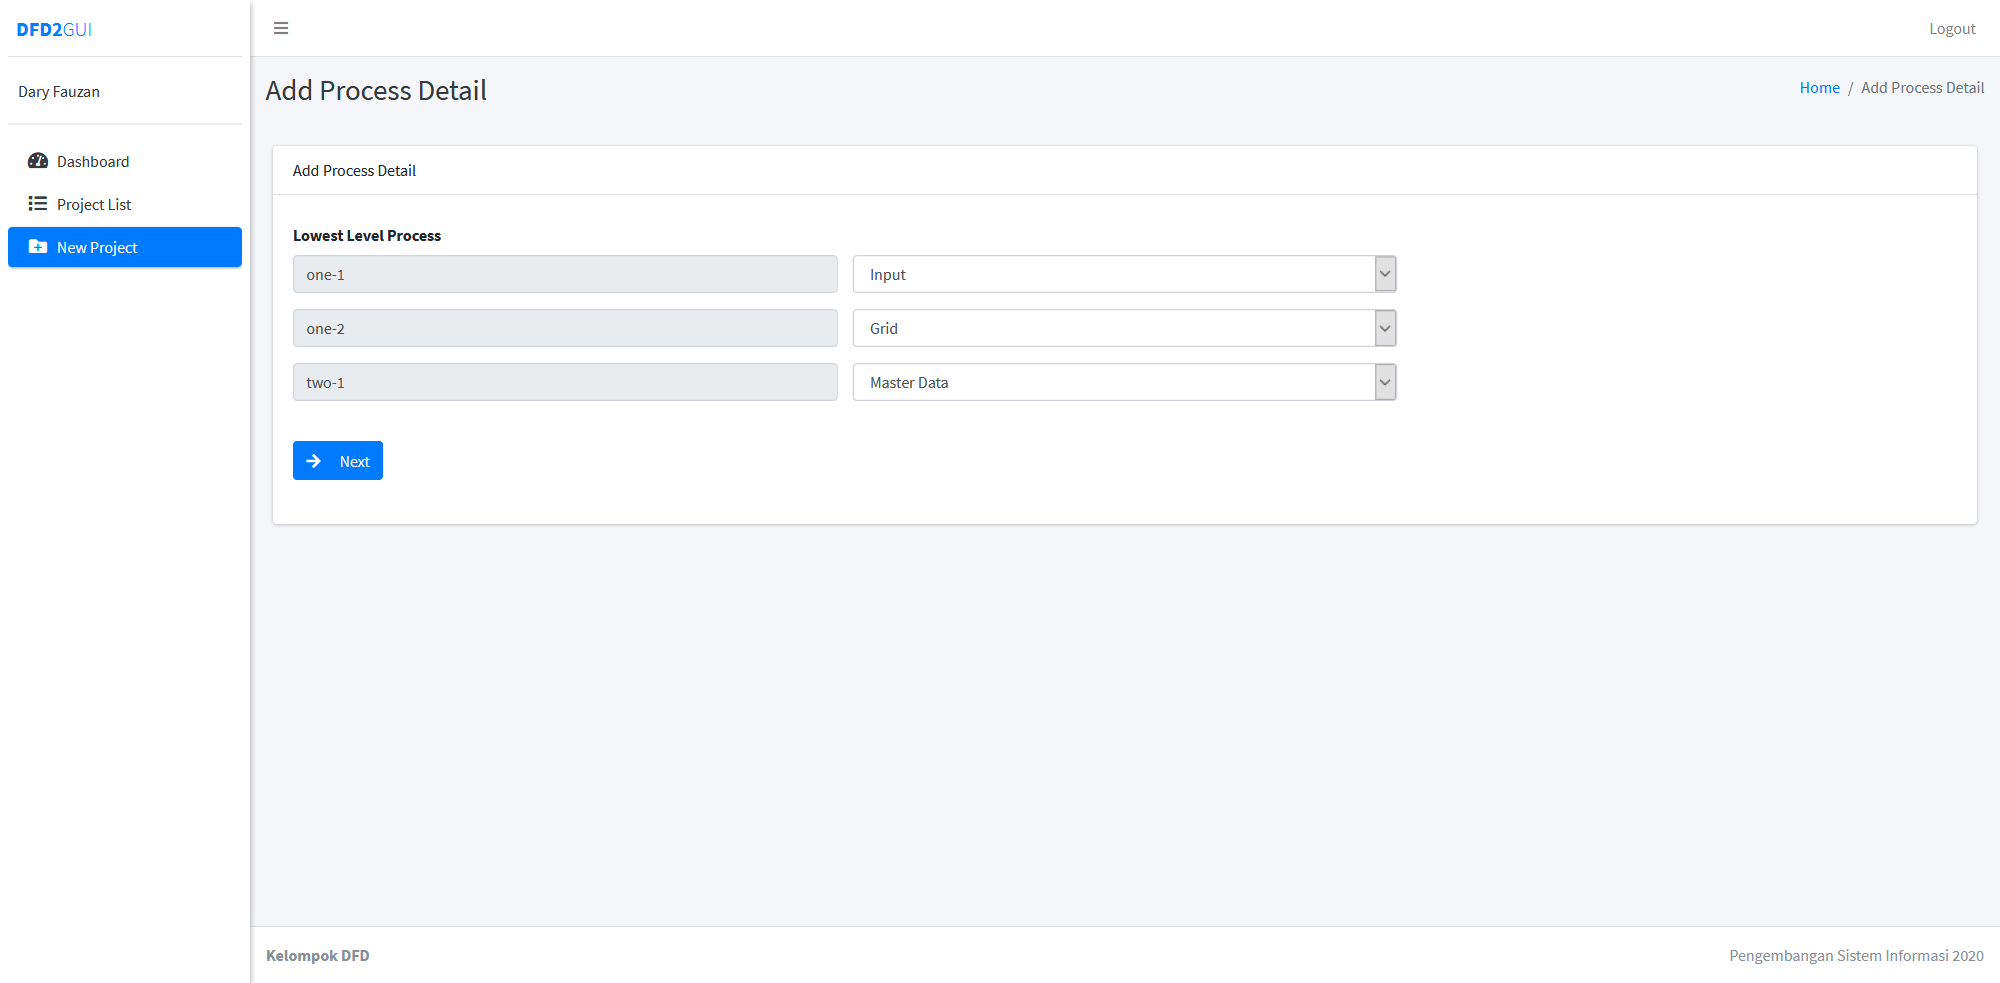 DFD2GUI
Logout
Dary Fauzan
Add Process Detail
Home / Add Process Detail
Dashboard
Project List
New Project
Add Process Detail
Lowest Level Process
one-1 Input
one-2 Grid
two-1 Master Data
Next
Kelompok DFD
Pengembangan Sistem Informasi 2020